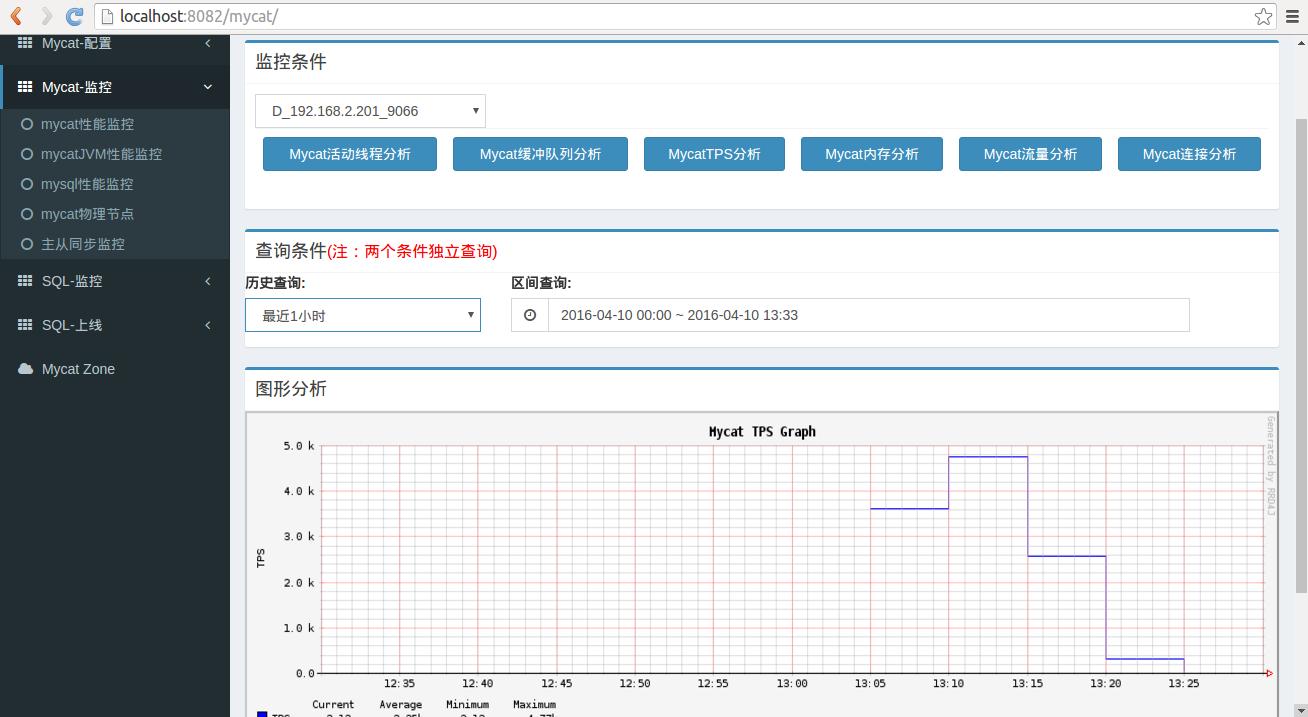 localhost:8082/mycat/
Mycat-配置
Mycat-监控
mycat性能监控
mycatJVM性能监控
mysql性能监控
mycat物理节点
主从同步监控
SQL-监控
SQL-上线
Mycat Zone
监控条件
D_192.168.2.201_9066
Mycat活动线程分析 Mycat缓冲队列分析 MycatTPS分析 Mycat内存分析 Mycat流量分析 Mycat连接分析
查询条件(注：两个条件独立查询)
历史查询: 区间查询:
最近1小时 2016-04-10 00:00 ~ 2016-04-10 13:33
图形分析
Mycat TPS Graph
Generated by RRD4J
TPS
5.0 k
4.0 k
3.0 k
2.0 k
1.0 k
0.0
12:35 12:40 12:45 12:50 12:55 13:00 13:05 13:10 13:15 13:20 13:25
Current Average Minimum Maximum
TPS